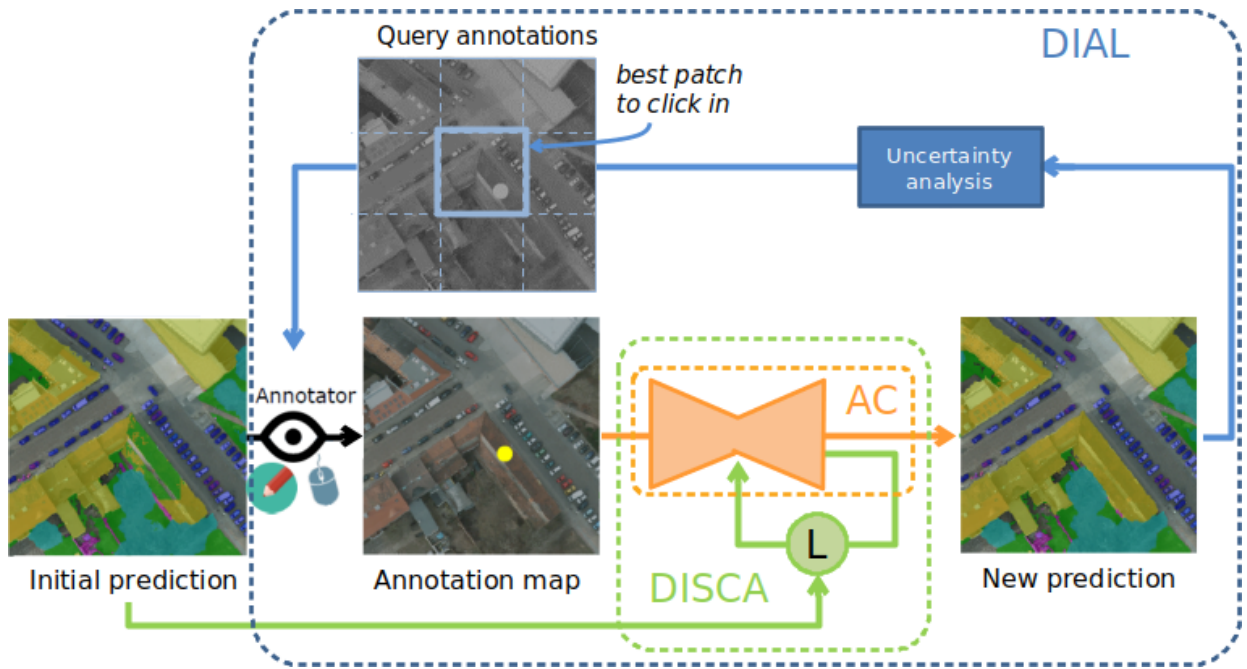 Query annotations
DIAL
best patch
to click in
Uncertainty
analysis
Annotator
AC
L
DISCA
Initial prediction
Annotation map
New prediction